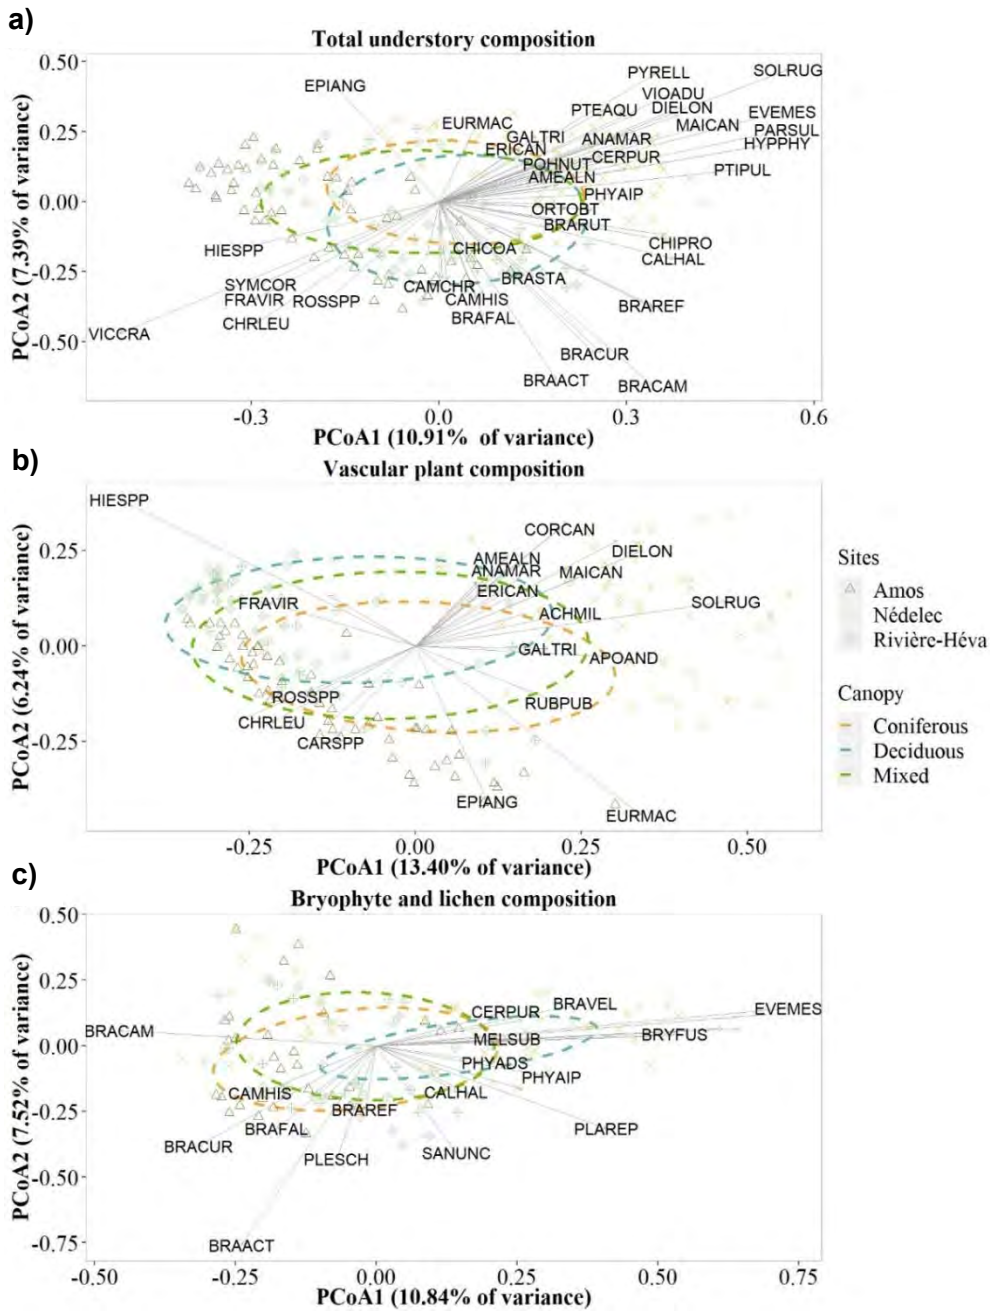 a)
Total understory composition
EPIANG
PYRELL
SOLRUG
VIOADU
PTEAQU
DIELON
EVEMES
EURMAC
MAICAN
PARSUL
GALTRI
ANAMAR
HYPPHY
ERICAN
CERPUR
POHNUT
PTIPUL
AMEALN
PHYAIP
ORTOBT
BRARUT
HIESPP
CHICOA
CHIPRO
CALHAL
SYMCOR
CAMCHR
BRASTA
FRAVIR
ROSSPP
CAMHIS
BRAREF
CHRLEU
BRAFAL
VICCRA
BRACUR
BRAACT
BRACAM
PCoA2 (7.39% of variance)
0.50
0.25
0.00
-0.25
-0.50
-0.3
0.0
0.3
0.6
PCoA1 (10.91% of variance)
b)
Vascular plant composition
HIESPP
CORCAN
AMEALN
DIELON
ANAMAR
MAICAN
ERICAN
FRAVIR
ACHMIL
SOLRUG
GALTRI
APOAND
ROSSPP
RUBPUB
CHRLEU
CARSPP
EPIANG
EURMAC
PCoA2 (6.24% of variance)
0.25
0.00
-0.25
-0.25
0.00
0.25
0.50
PCoA1 (13.40% of variance)
Sites
Amos
Nédelec
Rivière-Héva
Canopy
Coniferous
Deciduous
Mixed
c)
Bryophyte and lichen composition
BRAVEL
CERPUR
EVEMES
BRACAM
MELSUB
BRYFUS
PHYADS
PHYAIP
CAMHIS
CALHAL
BRAREF
BRAFAL
PLAREP
BRACUR
PLESCH
SANUNC
BRAACT
PCoA2 (7.52% of variance)
0.50
0.25
0.00
-0.25
-0.50
-0.75
-0.50
-0.25
0.00
0.25
0.50
0.75
PCoA1 (10.84% of variance)